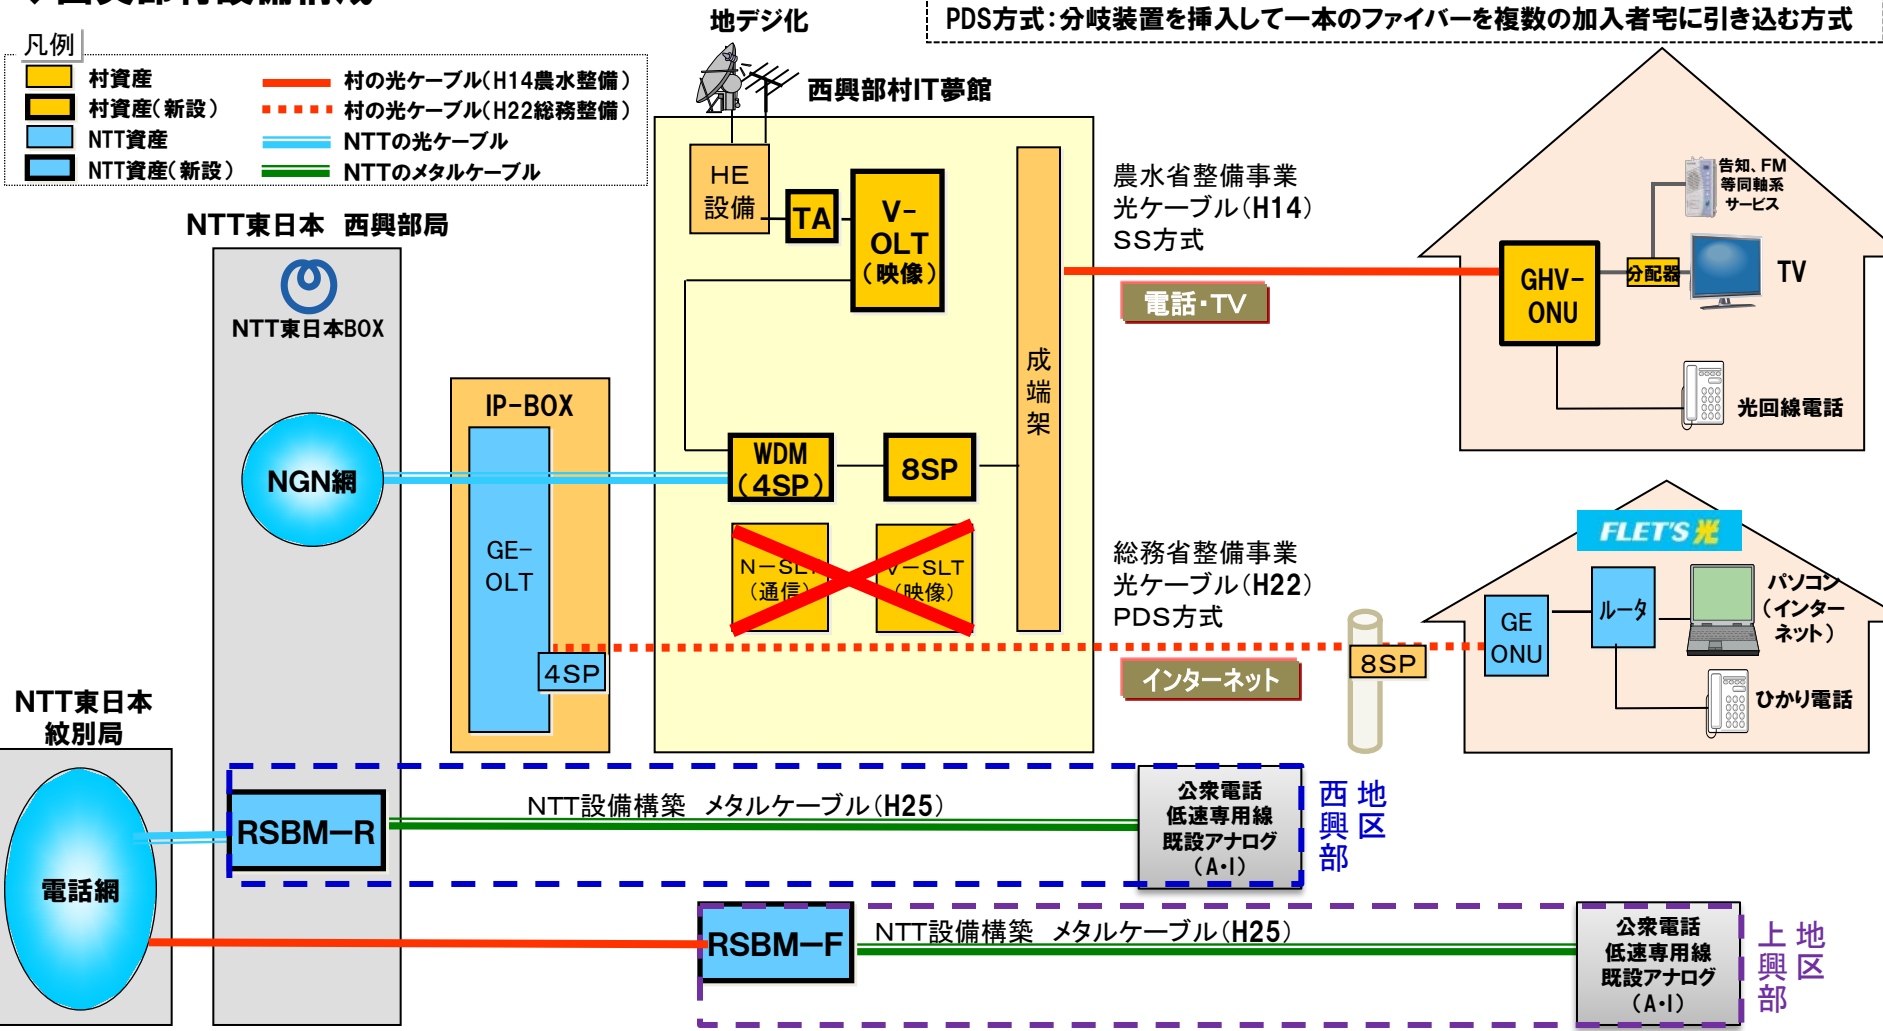 PDS方式：分岐装置を挿入して一本のファイバーを複数の加入者宅に引き込む方式
地デジ化
凡例
村資産
村の光ケーブル（H14農水整備）
村資産（新設）
村の光ケーブル（H22総務整備）
NTT資産
NTTの光ケーブル
NTT資産（新設）
NTTのメタルケーブル
西興部村IT夢館
HE
設備
TA
V-
OLT
（映像）
成
端
架
WDM
（4SP）
8SP
N－SLT
（通信）
V－SLT
（映像）
農水省整備事業
光ケーブル（H14）
SS方式
電話・TV
告知、FM
等同軸系
サービス
GHV-
ONU
分配器
TV
光回線電話
NTT東日本　西興部局
NTT東日本BOX
NGN網
IP-BOX
GE-
OLT
4SP
総務省整備事業
光ケーブル（H22）
PDS方式
インターネット
8SP
FLET'S 光
GE
ONU
ルータ
パソコン
（インター
ネット）
ひかり電話
NTT東日本
紋別局
電話網
RSBM－R
NTT設備構築　メタルケーブル（H25）
公衆電話
低速専用線
既設アナログ
（A・I）
西興部
地区
RSBM－F
NTT設備構築　メタルケーブル（H25）
公衆電話
低速専用線
既設アナログ
（A・I）
上興部
地区